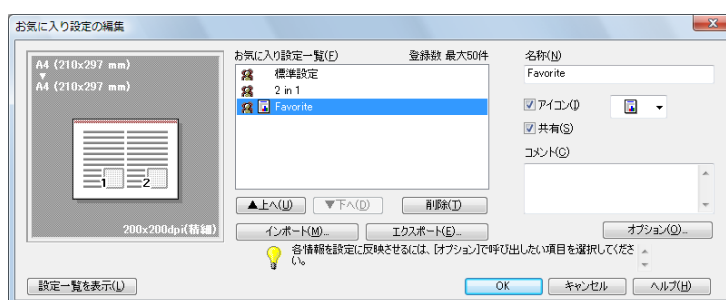 お気に入り設定の編集
A4 (210x297 mm)
▼
A4 (210x297 mm)
1 2
200x200dpi(精細)
設定一覧を表示(L)
お気に入り設定一覧(F) 登録数 最大50件
標準設定
2 in 1
Favorite
▲上へ(U) ▼下へ(D) 削除(T)
インポート(M)... エクスポート(E)...
名称(N)
Favorite
アイコン(I)
共有(S)
コメント(C)
オプション(O)...
各情報を設定に反映させるには、[オプション]で呼び出したい項目を選択してくださ
い。
OK キャンセル ヘルプ(H)